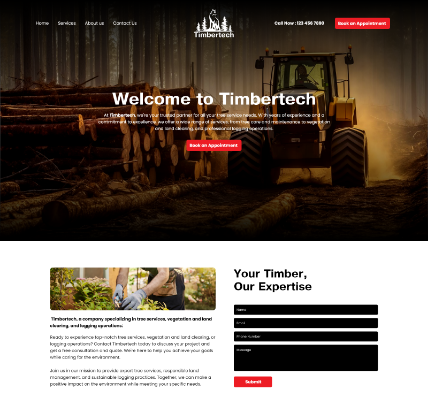 Home Services About us Contact Us
Timbertech
Call Now : 123 456 7890
Book an Appointment
Welcome to Timbertech
At Timbertech, we're your trusted partner for all your tree service needs. With years of experience and a
commitment to excellence, we offer a wide range of services, from tree care and maintenance to vegetation
and land clearing, and professional logging operations.
Book an Appointment
Timbertech, a company specializing in tree services, vegetation and land
clearing, and logging operations:
Ready to experience top-notch tree services, vegetation and land clearing, or
logging operations? Contact Timbertech today to discuss your project and
get a free consultation and quote. We're here to help you achieve your goals
while caring for the environment.
Join us in our mission to provide expert tree services, responsible land
management, and sustainable logging practices. Together, we can make a
positive impact on the environment while meeting your specific needs.
Your Timber,
Our Expertise
Name
Email
Phone Number
Message
Submit